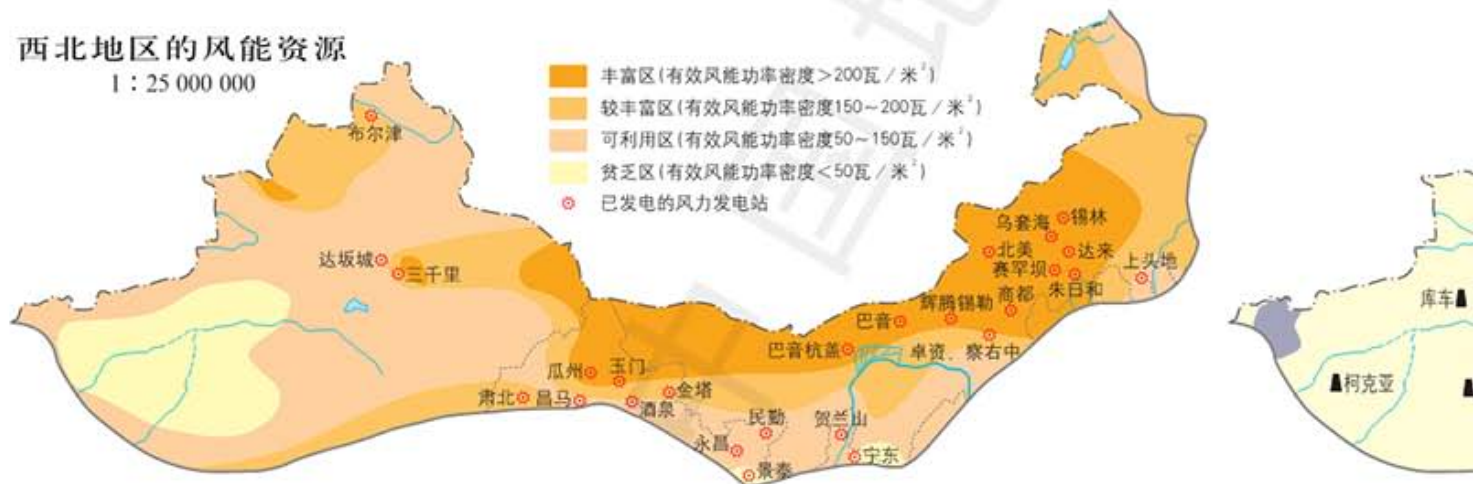 西北地区的风能资源
1：25 000 000
丰富区(有效风能功率密度>200瓦/米²)
较丰富区(有效风能功率密度150~200瓦/米²)
可利用区(有效风能功率密度50~150瓦/米²)
贫乏区(有效风能功率密度<50瓦/米²)
已发电的风力发电站
布尔津
达坂城
三千里
乌套海
锡林
北美
达来
赛罕坝
上头地
朱日和
商都
辉腾锡勒
巴音
巴音杭盖
卓资、察右中
瓜州
玉门
金塔
肃北
昌马
酒泉
民勤
贺兰山
永昌
宁东
景泰
库车
柯克亚
中国地